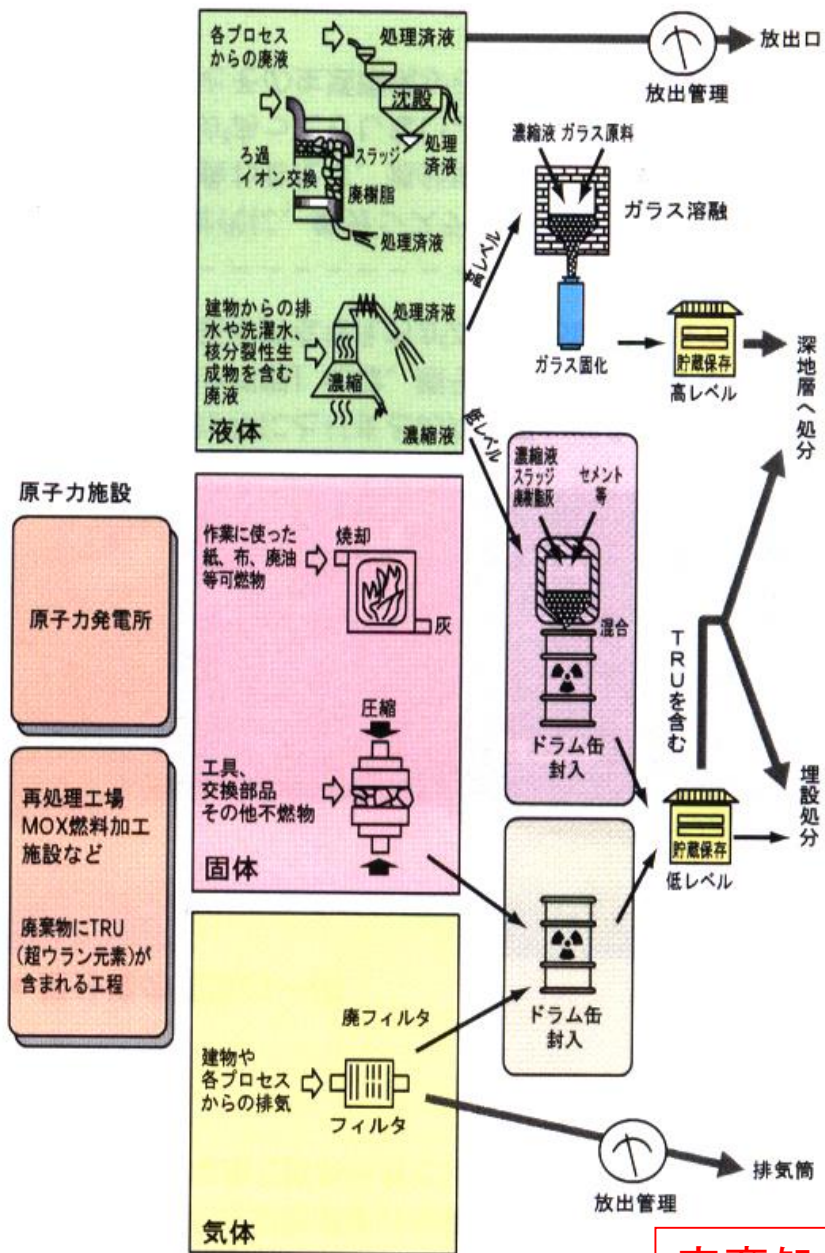 各プロセス
からの廃液
処理済液
放出口
放出管理
沈殿
処理
済液
ろ過
イオン交換
スラッジ
廃樹脂
処理済液
濃縮液 ガラス原料
ガラス溶融
高レベル
建物からの排
水や洗濯水、
核分裂性生
成物を含む
廃液
処理済液
濃縮
濃縮液
液体
ガラス固化
貯蔵保存
高レベル
深地層へ処分
低レベル
原子力施設
原子力発電所
再処理工場
MOX燃料加工
施設など
廃棄物にTRU
(超ウラン元素)が
含まれる工程
作業に使った
紙、布、廃油
等可燃物
焼却
灰
圧縮
工具、
交換部品
その他不燃物
固体
濃縮液
スラッジ
廃樹脂灰
セメント
等
混合
ドラム缶
封入
TRUを含む
貯蔵保存
低レベル
埋設処分
ドラム缶
封入
廃フィルタ
建物や
各プロセス
からの排気
フィルタ
気体
放出管理
排気筒